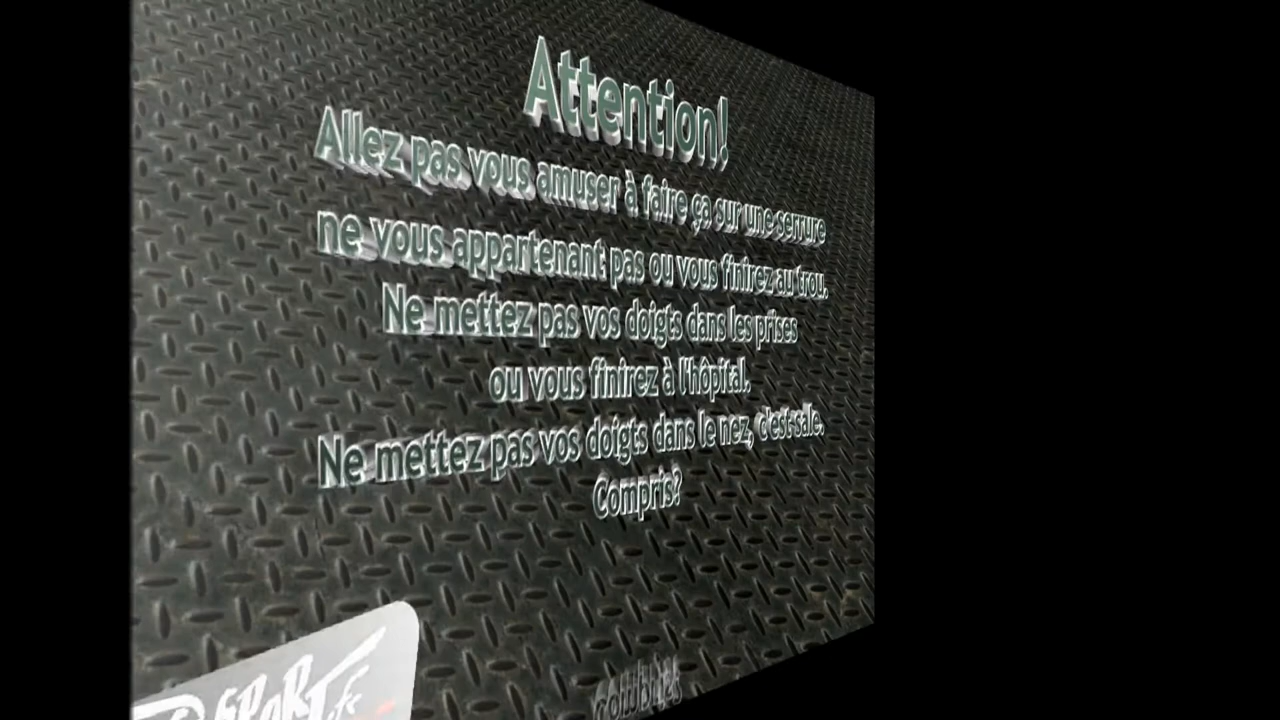 Attention!
Allez pas vous amuser à faire ça sur une serrure
ne vous appartenant pas ou vous finirez au trou.
Ne mettez pas vos doigts dans les prises
ou vous finirez à l'hôpital.
Ne mettez pas vos doigts dans le nez, c'est sale.
Compris?